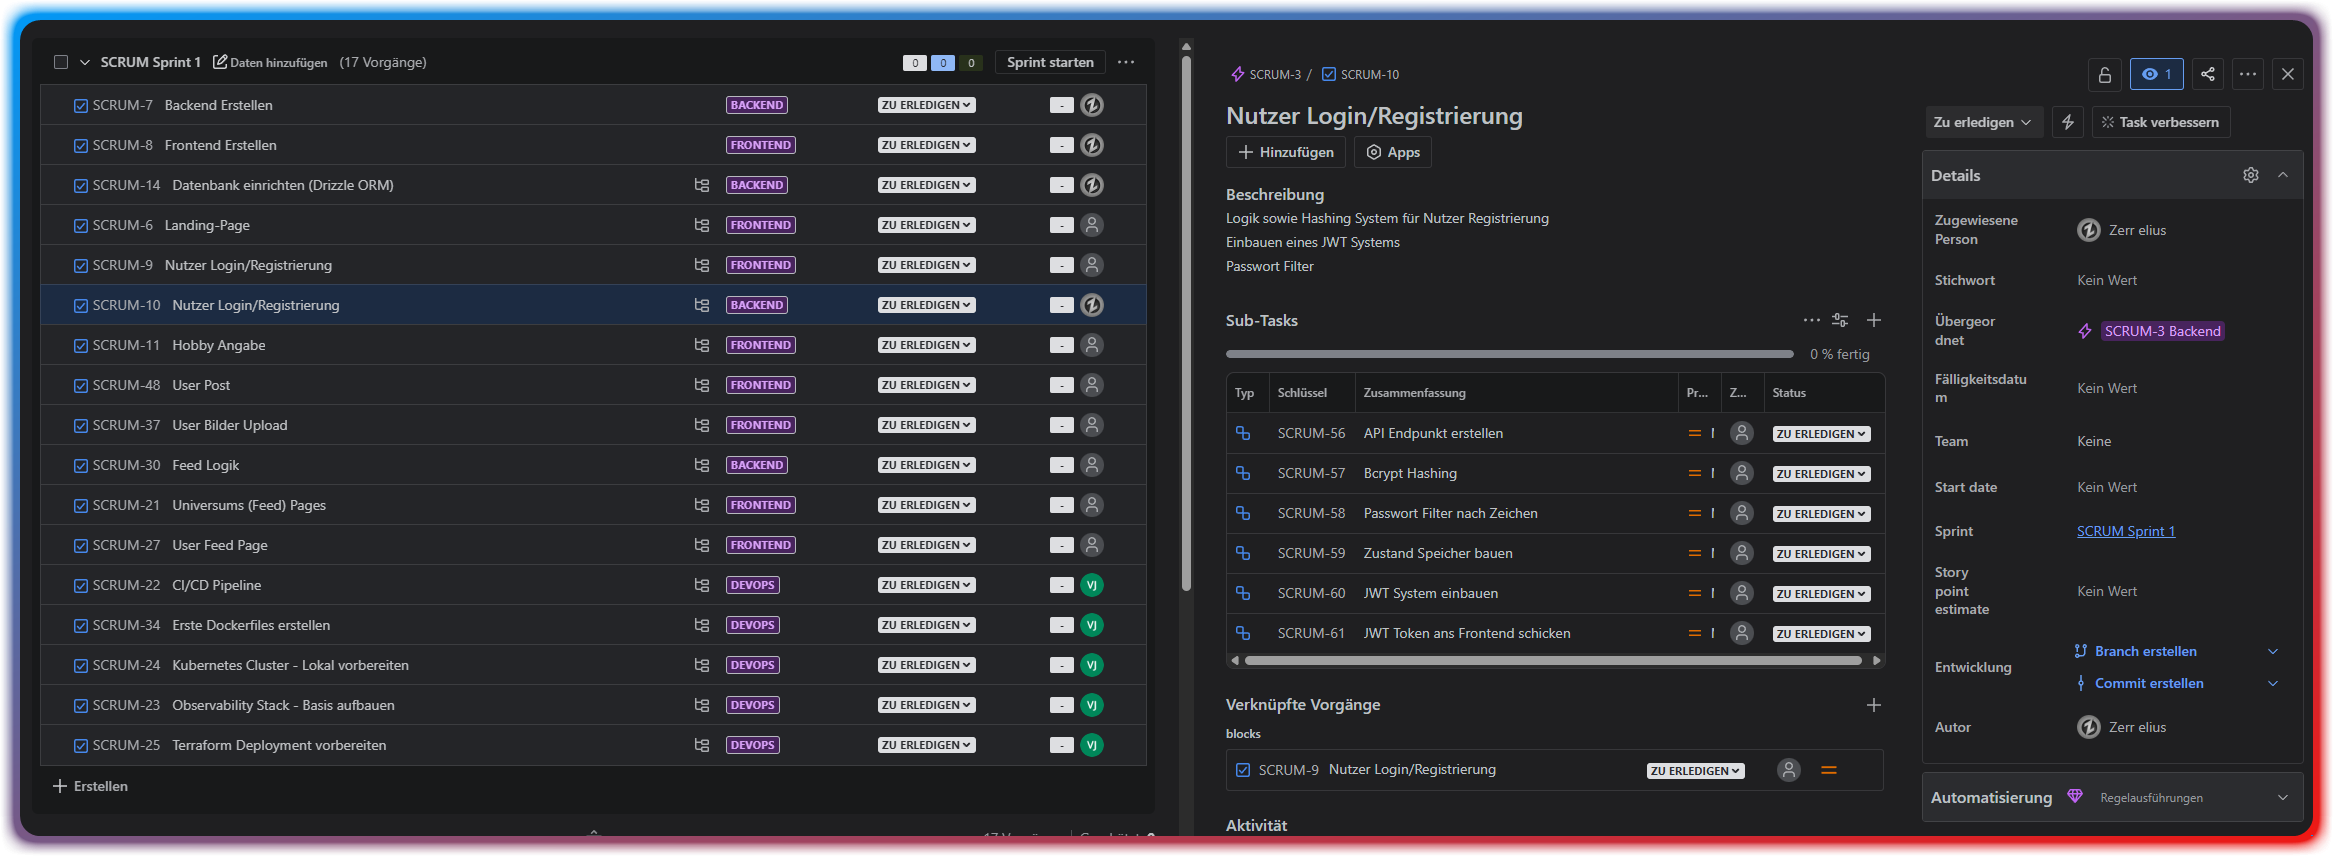 SCRUM Sprint 1 Daten hinzufügen (17 Vorgänge) 0 0 0 Sprint starten
SCRUM-7 Backend Erstellen BACKEND ZU ERLEDIGEN -
SCRUM-8 Frontend Erstellen FRONTEND ZU ERLEDIGEN -
SCRUM-14 Datenbank einrichten (Drizzle ORM) BACKEND ZU ERLEDIGEN -
SCRUM-6 Landing-Page FRONTEND ZU ERLEDIGEN -
SCRUM-9 Nutzer Login/Registrierung FRONTEND ZU ERLEDIGEN -
SCRUM-10 Nutzer Login/Registrierung BACKEND ZU ERLEDIGEN -
SCRUM-11 Hobby Angabe FRONTEND ZU ERLEDIGEN -
SCRUM-48 User Post FRONTEND ZU ERLEDIGEN -
SCRUM-37 User Bilder Upload FRONTEND ZU ERLEDIGEN -
SCRUM-30 Feed Logik BACKEND ZU ERLEDIGEN -
SCRUM-21 Universums (Feed) Pages FRONTEND ZU ERLEDIGEN -
SCRUM-27 User Feed Page FRONTEND ZU ERLEDIGEN -
SCRUM-22 CI/CD Pipeline DEVOPS ZU ERLEDIGEN - VJ
SCRUM-34 Erste Dockerfiles erstellen DEVOPS ZU ERLEDIGEN - VJ
SCRUM-24 Kubernetes Cluster - Lokal vorbereiten DEVOPS ZU ERLEDIGEN - VJ
SCRUM-23 Observability Stack - Basis aufbauen DEVOPS ZU ERLEDIGEN - VJ
SCRUM-25 Terraform Deployment vorbereiten DEVOPS ZU ERLEDIGEN - VJ
Erstellen
SCRUM-3 / SCRUM-10
1
Nutzer Login/Registrierung
Hinzufügen Apps
Beschreibung
Logik sowie Hashing System für Nutzer Registrierung
Einbauen eines JWT Systems
Passwort Filter
Sub-Tasks
0 % fertig
Typ Schlüssel Zusammenfassung Pr... Z... Status
SCRUM-56 API Endpunkt erstellen ZU ERLEDIGEN
SCRUM-57 Bcrypt Hashing ZU ERLEDIGEN
SCRUM-58 Passwort Filter nach Zeichen ZU ERLEDIGEN
SCRUM-59 Zustand Speicher bauen ZU ERLEDIGEN
SCRUM-60 JWT System einbauen ZU ERLEDIGEN
SCRUM-61 JWT Token ans Frontend schicken ZU ERLEDIGEN
Verknüpfte Vorgänge
blocks
SCRUM-9 Nutzer Login/Registrierung ZU ERLEDIGEN
Aktivität
Zu erledigen Task verbessern
Details
Zugewiesene
Person
Zerr elius
Stichwort Kein Wert
Übergeor
dnet
SCRUM-3 Backend
Fälligkeitsdatu
m
Kein Wert
Team Keine
Start date Kein Wert
Sprint SCRUM Sprint 1
Story
point
estimate
Kein Wert
Entwicklung
Branch erstellen
Commit erstellen
Autor Zerr elius
Automatisierung Regelausführungen